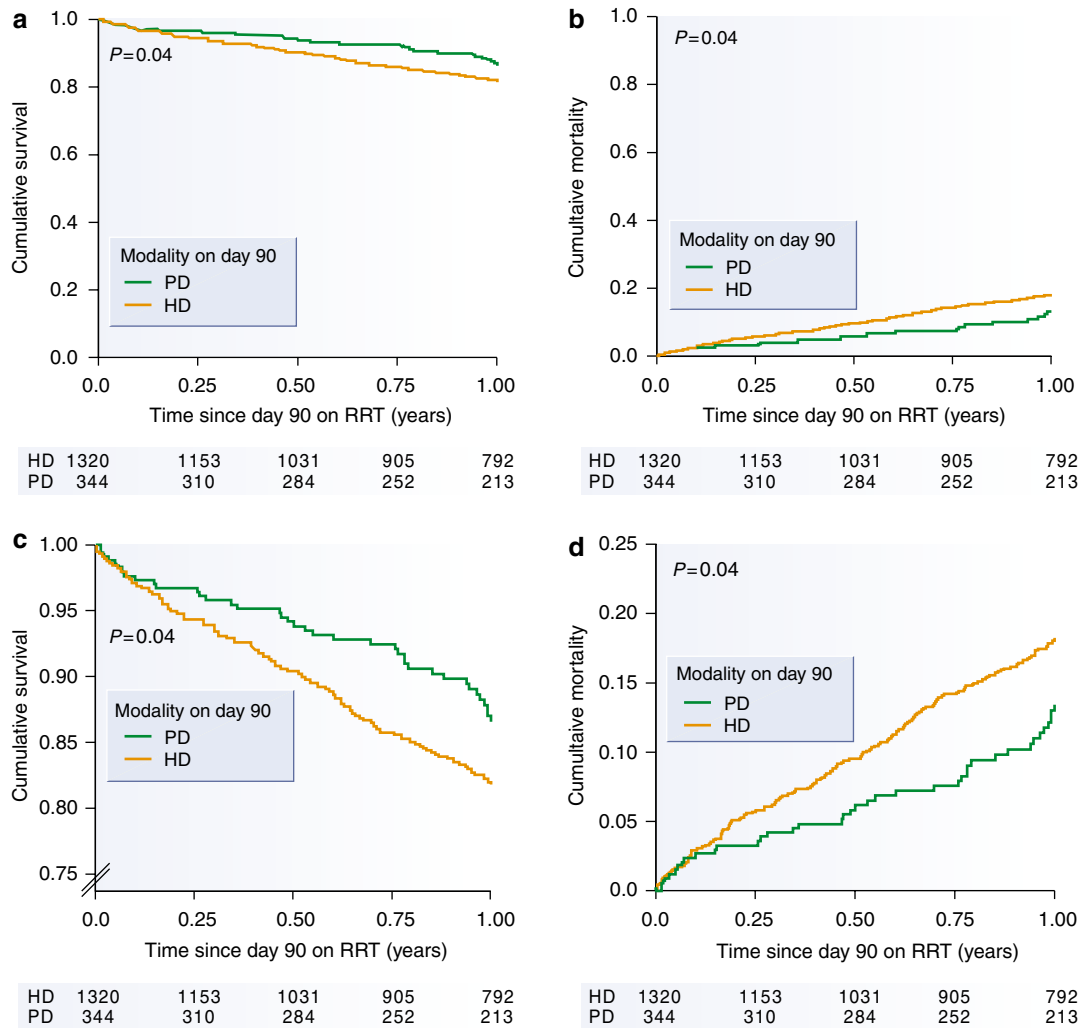 a
1.0
0.8
0.6
0.4
0.2
0.0
Cumulative survival
P=0.04
Modality on day 90
PD
HD
0.0 0.25 0.50 0.75 1.00
Time since day 90 on RRT (years)
HD 1320 1153 1031 905 792
PD 344 310 284 252 213
b
1.0
0.8
0.6
0.4
0.2
0.0
Cultimaive mortality
P=0.04
Modality on day 90
PD
HD
0.0 0.25 0.50 0.75 1.00
Time since day 90 on RRT (years)
HD 1320 1153 1031 905 792
PD 344 310 284 252 213
c
1.00
0.95
0.90
0.85
0.80
0.75
Cumulative survival
P=0.04
Modality on day 90
PD
HD
0.0 0.25 0.50 0.75 1.00
Time since day 90 on RRT (years)
HD 1320 1153 1031 905 792
PD 344 310 284 252 213
d
0.25
0.20
0.15
0.10
0.05
0.0
Cumultaive mortality
P=0.04
Modality on day 90
PD
HD
0.0 0.25 0.50 0.75 1.00
Time since day 90 on RRT (years)
HD 1320 1153 1031 905 792
PD 344 310 284 252 213